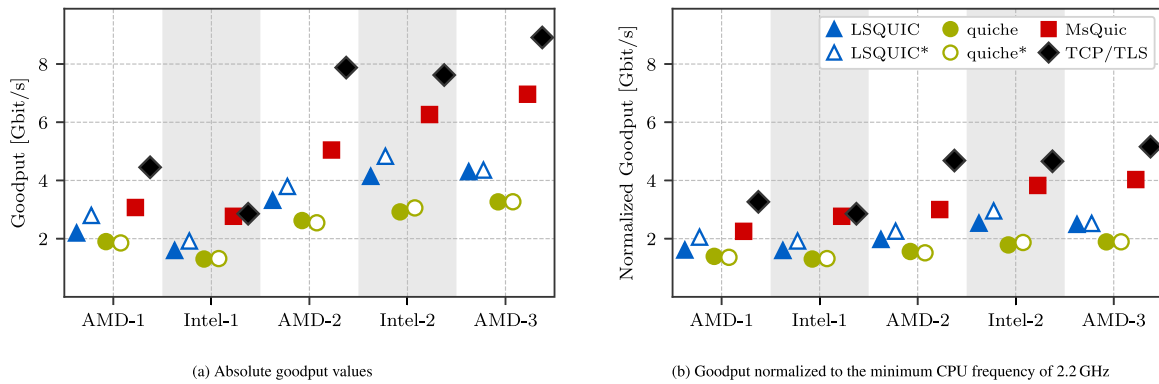 Goodput [Gbit/s]
8
6
4
2
AMD-1 Intel-1 AMD-2 Intel-2 AMD-3
(a) Absolute goodput values
Normalized Goodput [Gbit/s]
8
6
4
2
LSQUIC quiche MsQuic
LSQUIC* quiche* TCP/TLS
AMD-1 Intel-1 AMD-2 Intel-2 AMD-3
(b) Goodput normalized to the minimum CPU frequency of 2.2 GHz